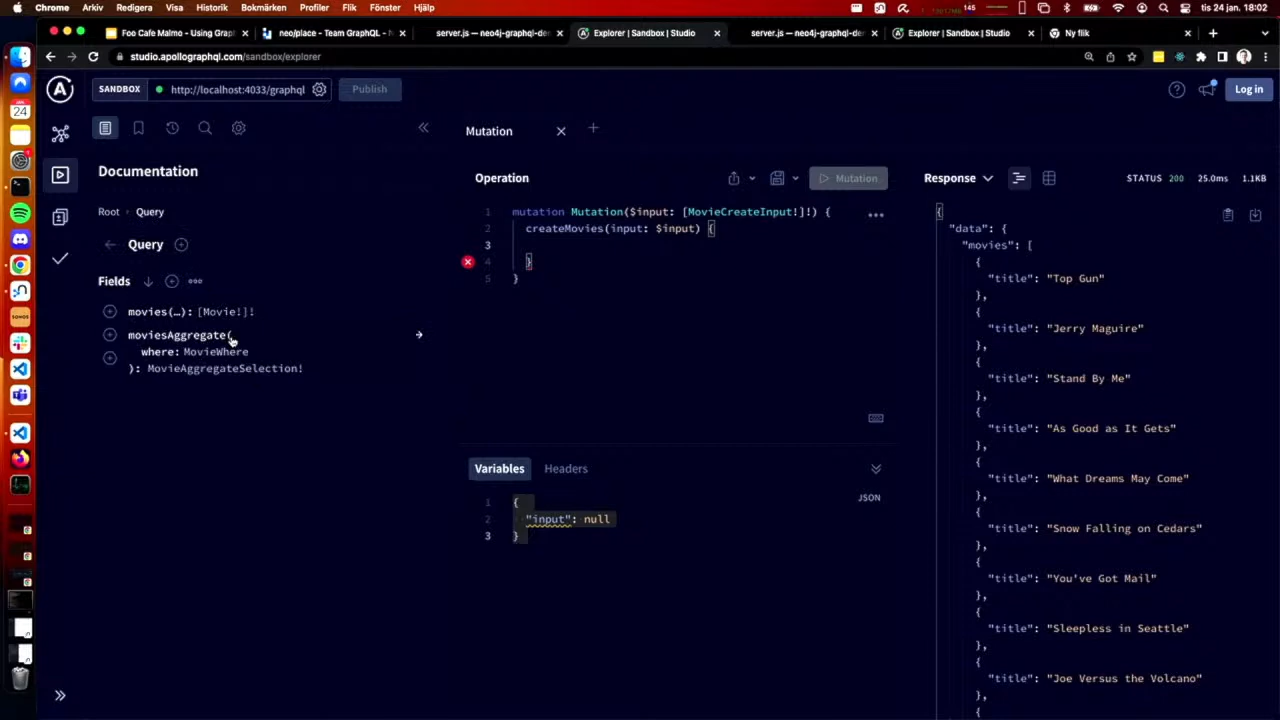 Chrome Arkiv Redigera Visa Historik Bokmärken Profiler Flik Fönster Hjälp tis 24 jan. 18:02
Foo Cafe Malmo - Using Grap
neo/place - Team GraphQL - N
server.js — neo4j-graphql-de
Explorer | Sandbox | Studio
server.js — neo4j-graphql-de
Explorer | Sandbox | Studio
Ny flik
studio.apollographql.com/sandbox/explorer
SANDBOX
http://localhost:4033/graphql
Publish
Log in
Documentation
Root › Query
Query
Fields
movies(…): [Movie!]!
moviesAggregate(
where: MovieWhere
): MovieAggregateSelection!
Mutation
Operation
Mutation
1 mutation Mutation($input: [MovieCreateInput!]!) {
2 createMovies(input: $input) {
3
4 }
5 }
Variables
Headers
JSON
1 {
2 "input": null
3 }
Response
STATUS 200 25.0ms 1.1KB
{
"data": {
"movies": [
{
"title": "Top Gun"
},
{
"title": "Jerry Maguire"
},
{
"title": "Stand By Me"
},
{
"title": "As Good as It Gets"
},
{
"title": "What Dreams May Come"
},
{
"title": "Snow Falling on Cedars"
},
{
"title": "You've Got Mail"
},
{
"title": "Sleepless in Seattle"
},
{
"title": "Joe Versus the Volcano"
},
{